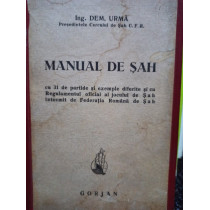 Ing. DEM. URMĂ
Președintele Cercului de Șah C.F.R.
MANUAL DE ȘAH
cu 31 de partide și exemple diferite și cu
Regulamentul oficial al jocului de Șah
întocmit de Federația Română de Șah
GORJAN